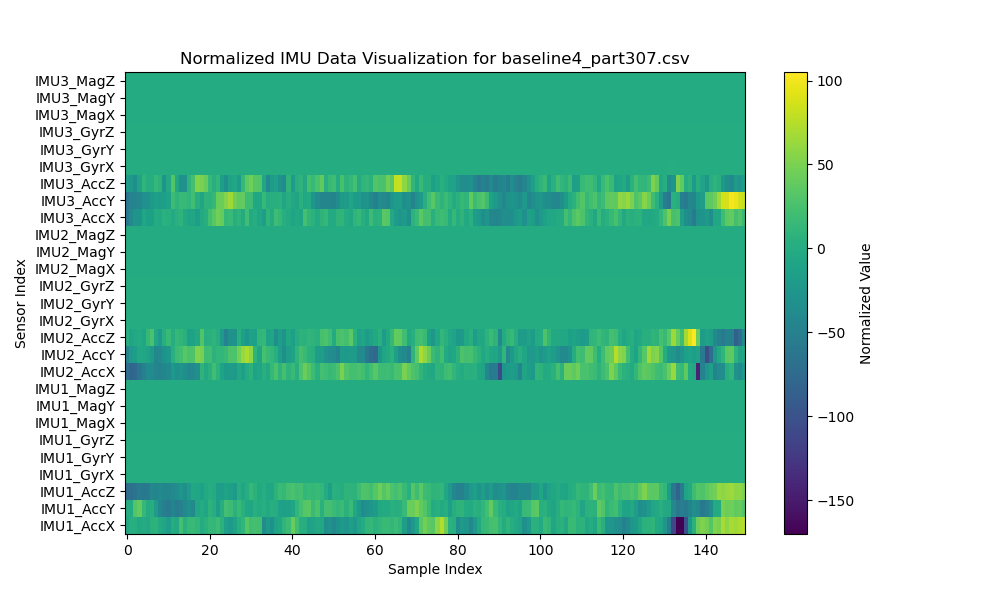 Normalized IMU Data Visualization for baseline4_part307.csv
IMU3_MagZ
IMU3_MagY
IMU3_MagX
IMU3_GyrZ
IMU3_GyrY
IMU3_GyrX
IMU3_AccZ
IMU3_AccY
IMU3_AccX
IMU2_MagZ
IMU2_MagY
IMU2_MagX
IMU2_GyrZ
IMU2_GyrY
IMU2_GyrX
IMU2_AccZ
IMU2_AccY
IMU2_AccX
IMU1_MagZ
IMU1_MagY
IMU1_MagX
IMU1_GyrZ
IMU1_GyrY
IMU1_GyrX
IMU1_AccZ
IMU1_AccY
IMU1_AccX
Sensor Index
0 20 40 60 80 100 120 140
Sample Index
100
50
0
−50
−100
−150
Normalized Value